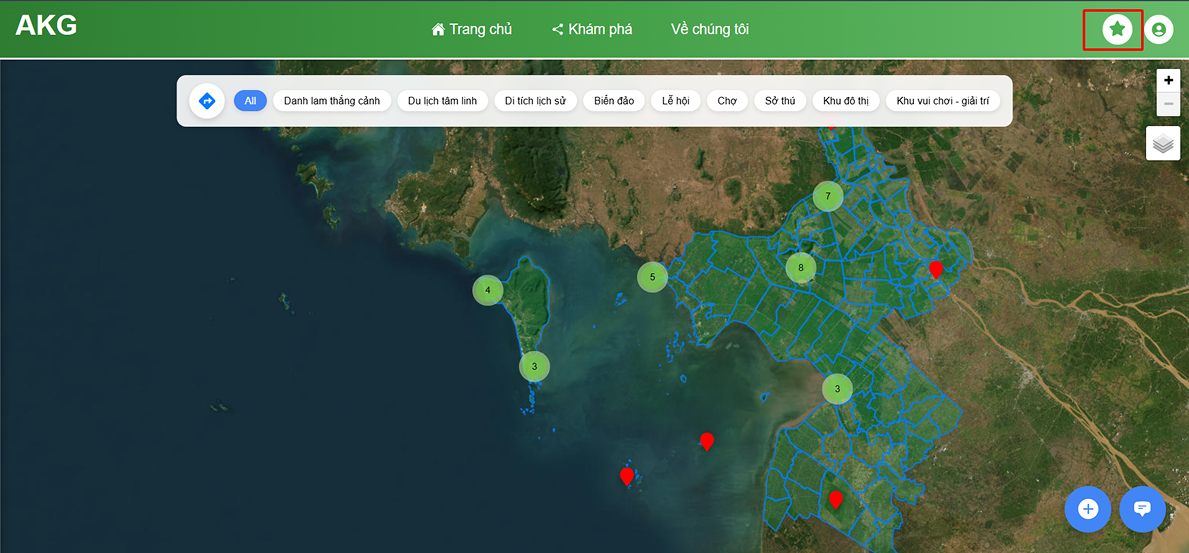 AKG
Trang chủ
Khám phá
Về chúng tôi
All
Danh lam thắng cảnh
Du lịch tâm linh
Di tích lịch sử
Biển đảo
Lễ hội
Chợ
Sở thú
Khu đô thị
Khu vui chơi - giải trí
+
−
7
8
5
4
3
3